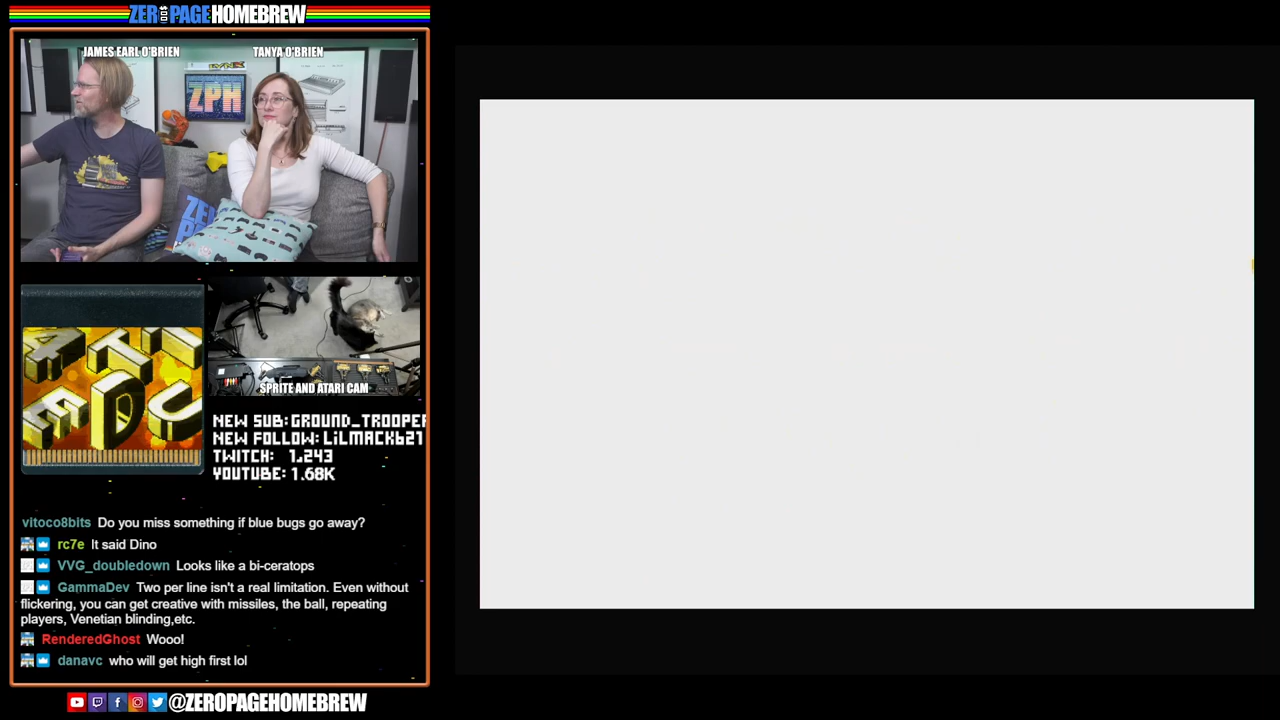 ZEROPAGEHOMEBREW
JAMES EARL O'BRIEN
TANYA O'BRIEN
LYNX
ZPH
ATTITUDE
SPRITE AND ATARI CAM
NEW SUB: GROUND_TROOPER
NEW FOLLOW: LILMACK621
TWITCH: 1,243
YOUTUBE: 1.68K
vitoco8bits Do you miss something if blue bugs go away?
rc7e It said Dino
VVG_doubledown Looks like a bi-ceratops
GammaDev Two per line isn't a real limitation. Even without
flickering, you can get creative with missiles, the ball, repeating
players, Venetian blinding,etc.
RenderedGhost Wooo!
danavc who will get high first lol
@ZEROPAGEHOMEBREW